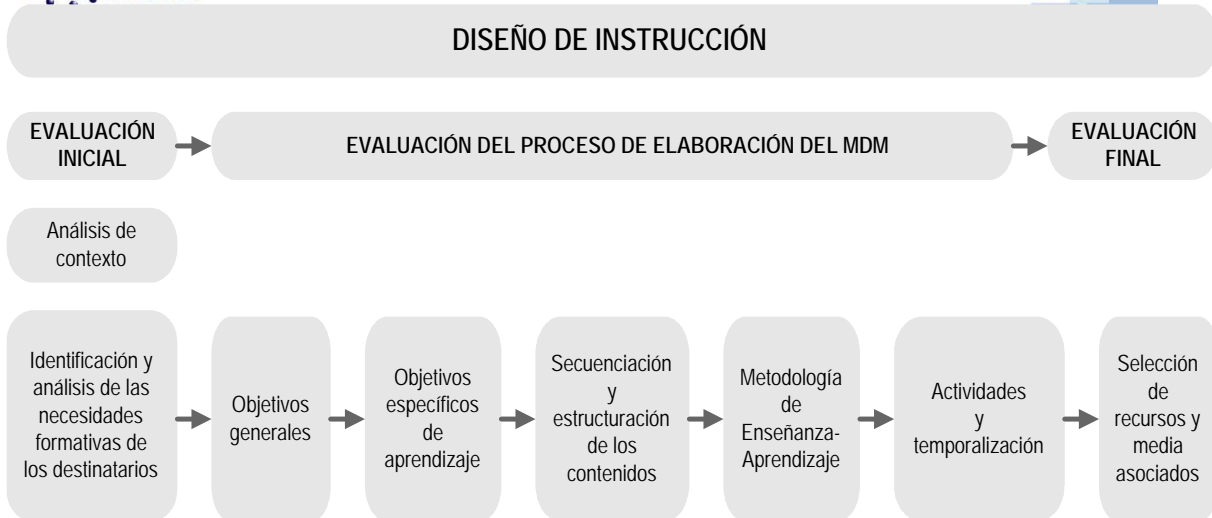 DISEÑO DE INSTRUCCIÓN
EVALUACIÓN
INICIAL
EVALUACIÓN DEL PROCESO DE ELABORACIÓN DEL MDM
EVALUACIÓN
FINAL
Análisis de
contexto
Identificación y
análisis de las
necesidades
formativas de
los destinatarios
Objetivos
generales
Objetivos
específicos
de
aprendizaje
Secuenciación
y
estructuración
de los
contenidos
Metodología
de
Enseñanza-
Aprendizaje
Actividades
y
temporalización
Selección
de
recursos y
media
asociados